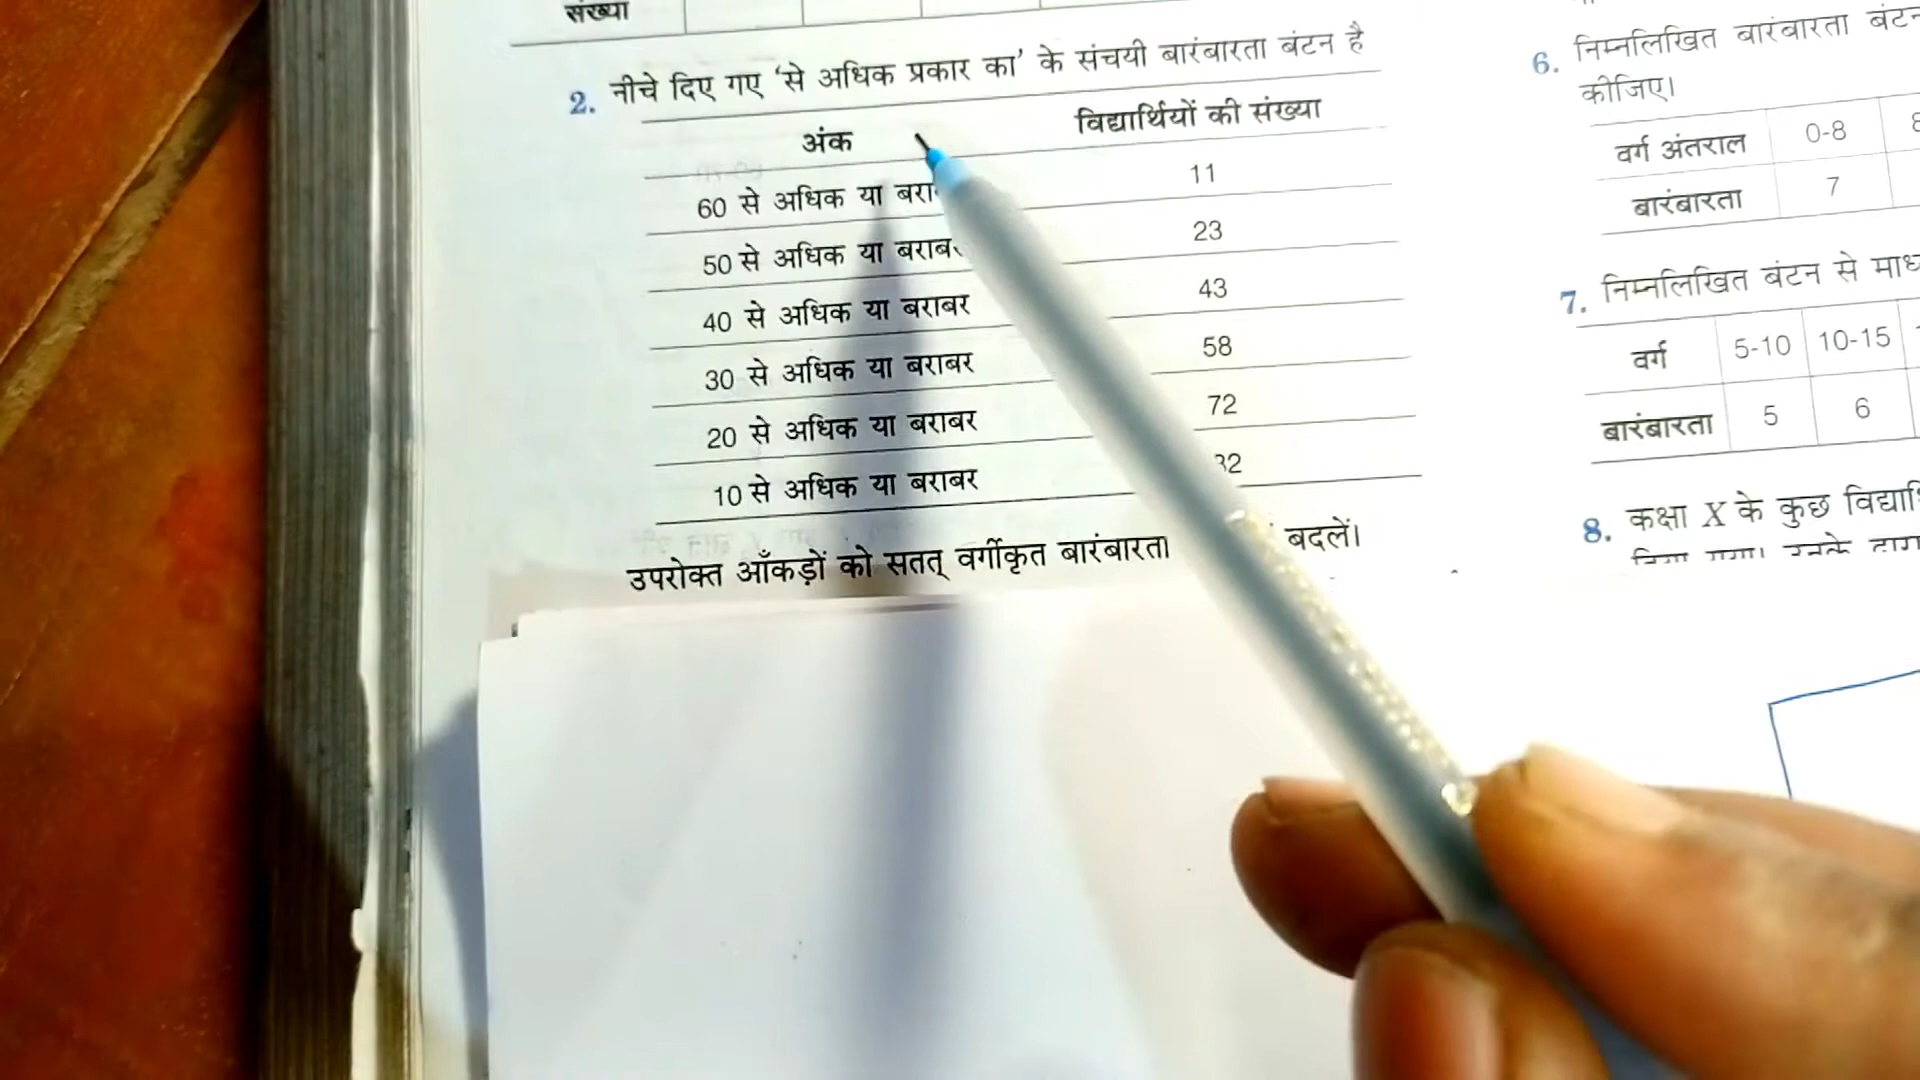 संख्या
2. नीचे दिए गए ‘से अधिक प्रकार का’ के संचयी बारंबारता बंटन है
अंक विद्यार्थियों की संख्या
60 से अधिक या 11
50 से अधिक या बराबर 23
40 से अधिक या बराबर 43
30 से अधिक या बराबर 58
20 से अधिक या बराबर 72
10 से अधिक या बराबर
उपरोक्त आँकड़ों को सतत् वर्गीकृत बारंबारता बदलें।
6. निम्नलिखित बारंबारता
कीजिए।
वर्ग अंतराल 0-8
बारंबारता 7
7. निम्नलिखित बंटन से
वर्ग 5-10 10-15
बारंबारता 5 6
8. कक्षा X के कुछ